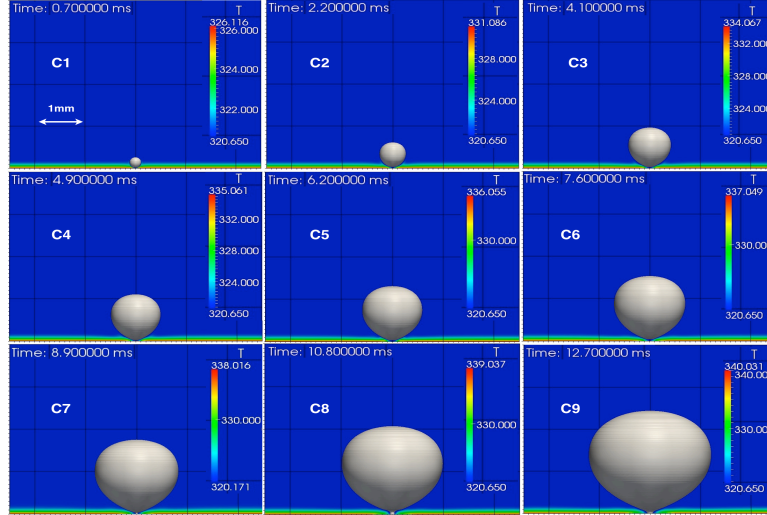 Time: 0.700000 ms
T
326.116
326.000
324.000
322.000
320.650
C1
1mm
Time: 2.200000 ms
T
331.086
328.000
324.000
320.650
C2
Time: 4.100000 ms
T
334.067
332.000
328.000
324.000
320.650
C3
Time: 4.900000 ms
T
335.061
332.000
328.000
324.000
320.650
C4
Time: 6.200000 ms
T
336.055
330.000
320.650
C5
Time: 7.600000 ms
T
337.049
330.00
320.650
C6
Time: 8.900000 ms
T
338.016
330.000
320.171
C7
Time: 10.800000 ms
T
339.037
330.000
320.650
C8
Time: 12.700000 ms
T
340.031
340.00
330.00
320.650
C9